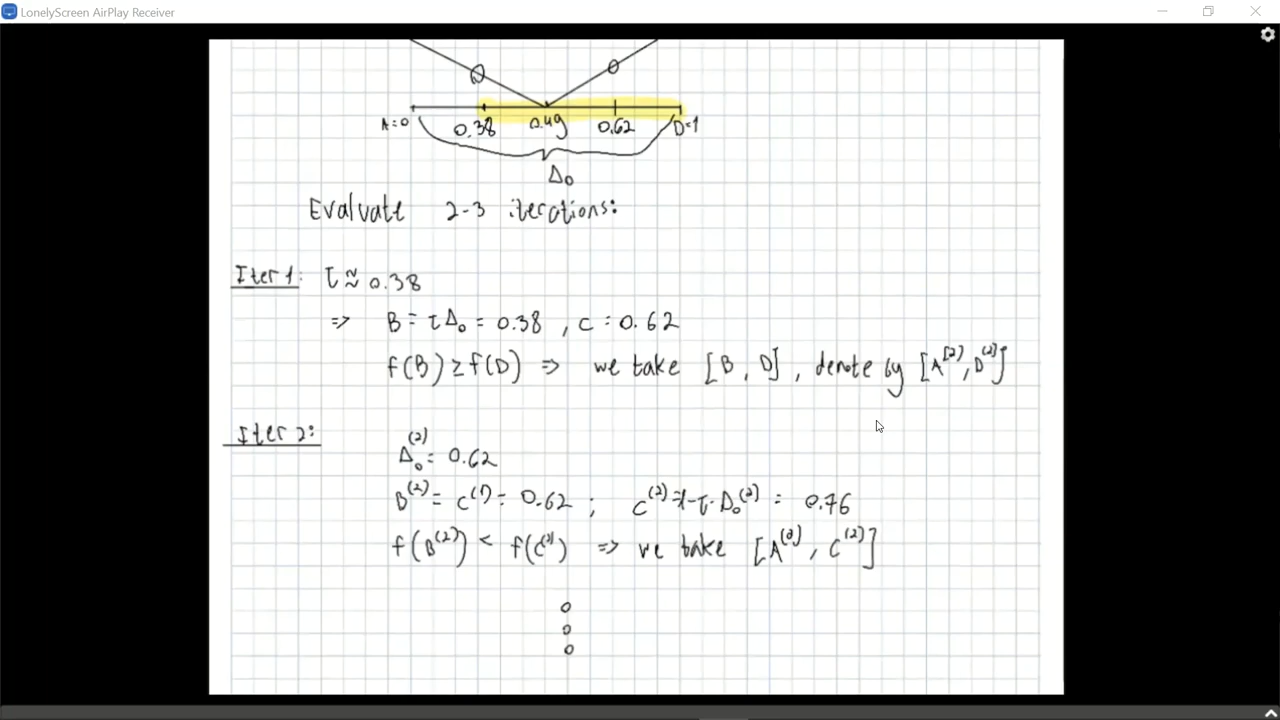 LonelyScreen AirPlay Receiver
A=0 0.38 0.49 0.62 D=1
Δ₀
Evaluate 2-3 iterations:
Iter 1: τ ≈ 0.38
⇒ B = τΔ₀ = 0.38 , C = 0.62
f(B) ≥ f(D) ⇒ we take [B, D], denote by [A⁽²⁾, D⁽²⁾]
Iter 2:
Δ₀⁽²⁾ = 0.62
B⁽²⁾ = C⁽¹⁾ = 0.62 ; C⁽²⁾ = 1-τ·Δ₀⁽²⁾ = 0.76
f(B⁽²⁾) < f(C⁽²⁾) ⇒ we take [A⁽²⁾, C⁽²⁾]